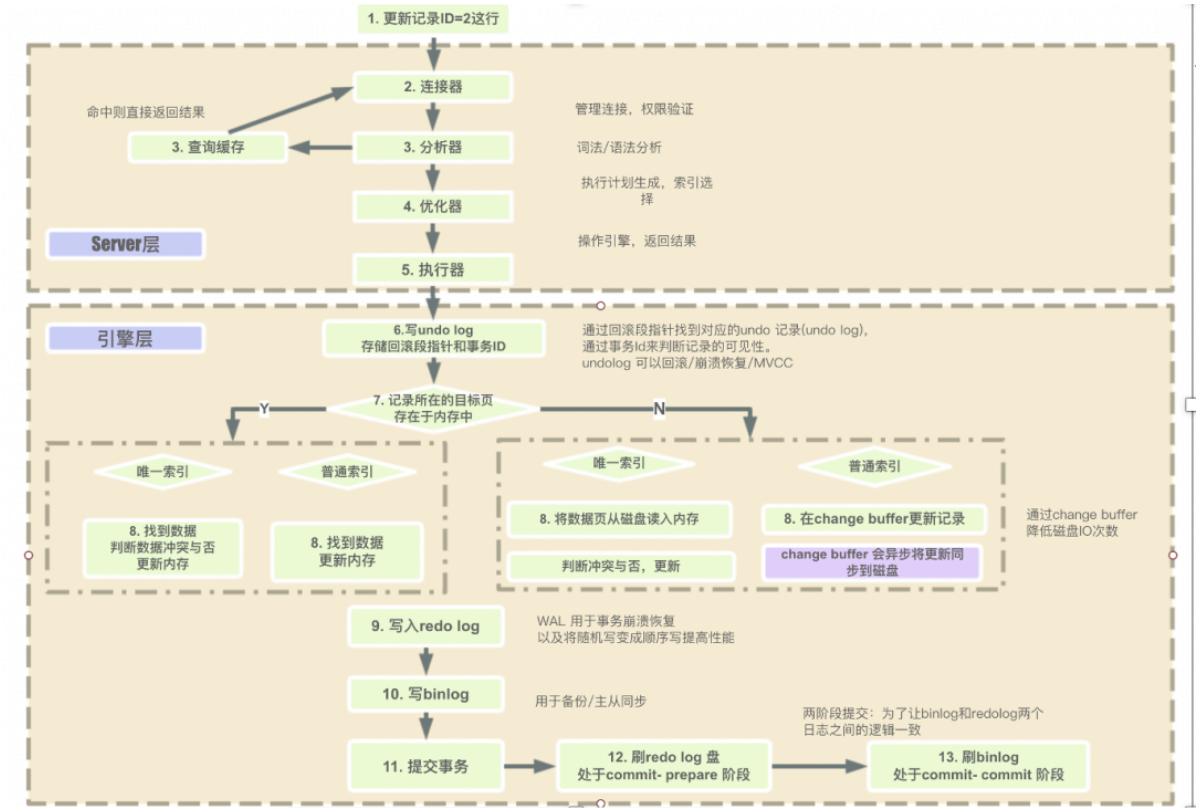 1. 更新记录ID=2这行
2. 连接器
管理连接，权限验证
命中则直接返回结果
3. 查询缓存
3. 分析器
词法/语法分析
执行计划生成，索引选
择
4. 优化器
Server层
操作引擎，返回结果
5. 执行器
引擎层
6.写undo log
存储回滚段指针和事务ID
通过回滚段指针找到对应的undo 记录(undo log)，
通过事务Id来判断记录的可见性。
undolog 可以回滚/崩溃恢复/MVCC
7. 记录所在的目标页
存在于内存中
Y
N
唯一索引
普通索引
8. 找到数据
判断数据冲突与否
更新内存
8. 找到数据
更新内存
唯一索引
普通索引
8. 将数据页从磁盘读入内存
判断冲突与否，更新
8. 在change buffer更新记录
change buffer 会异步将更新同
步到磁盘
通过change buffer
降低磁盘IO次数
9. 写入redo log
WAL 用于事务崩溃恢复
以及将随机写变成顺序写提高性能
10. 写binlog
用于备份/主从同步
两阶段提交：为了让binlog和redolog两个
日志之间的逻辑一致
11. 提交事务
12. 刷redo log 盘
处于commit- prepare 阶段
13. 刷binlog
处于commit- commit 阶段